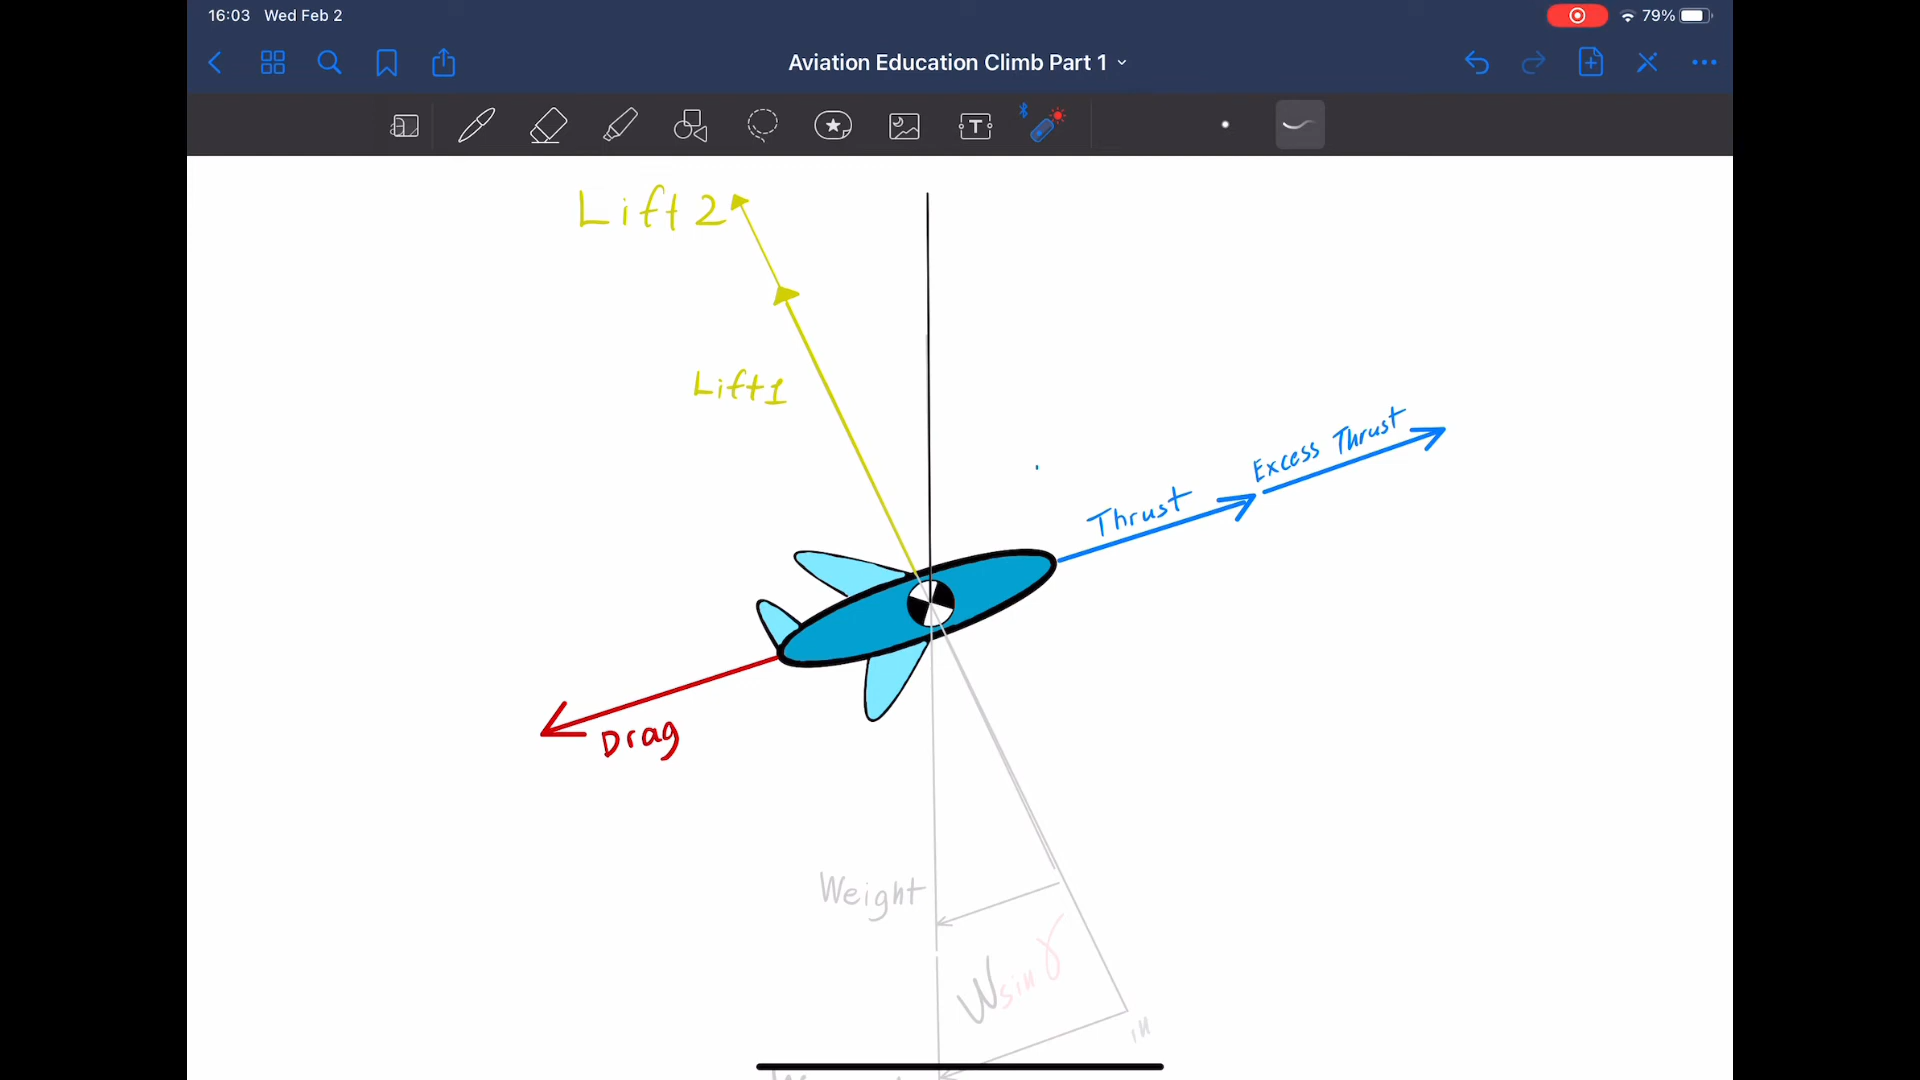 16:03 Wed Feb 2
79%
Aviation Education Climb Part 1
T
Lift 2
Lift1
Excess Thrust
Thrust
Drag
Weight
Wsin γ